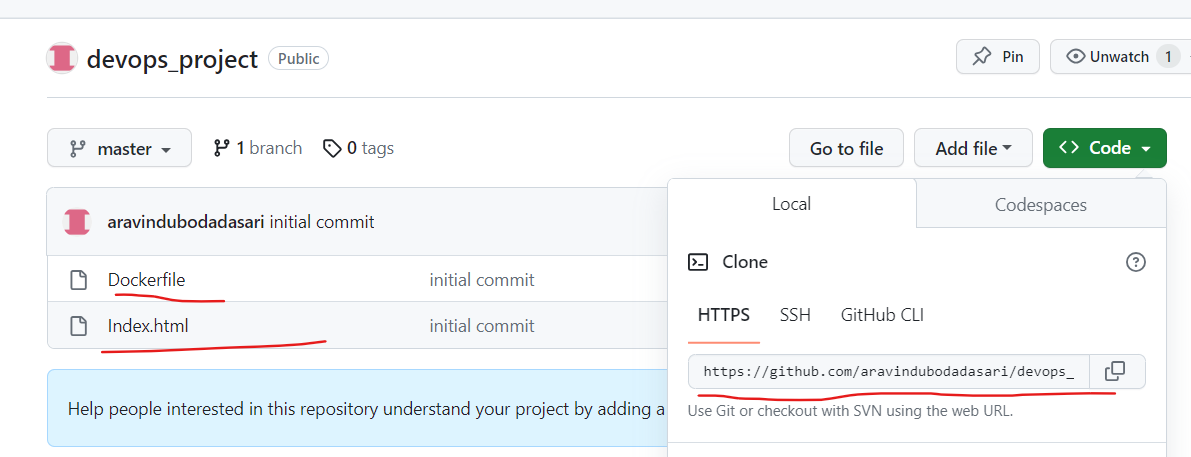 devops_project Public Pin Unwatch 1
master 1 branch 0 tags Go to file Add file Code
aravindubodadasari initial commit
Dockerfile initial commit
Index.html initial commit
Help people interested in this repository understand your project by adding a
Local Codespaces
Clone
HTTPS SSH GitHub CLI
https://github.com/aravindubodadasari/devops_
Use Git or checkout with SVN using the web URL.